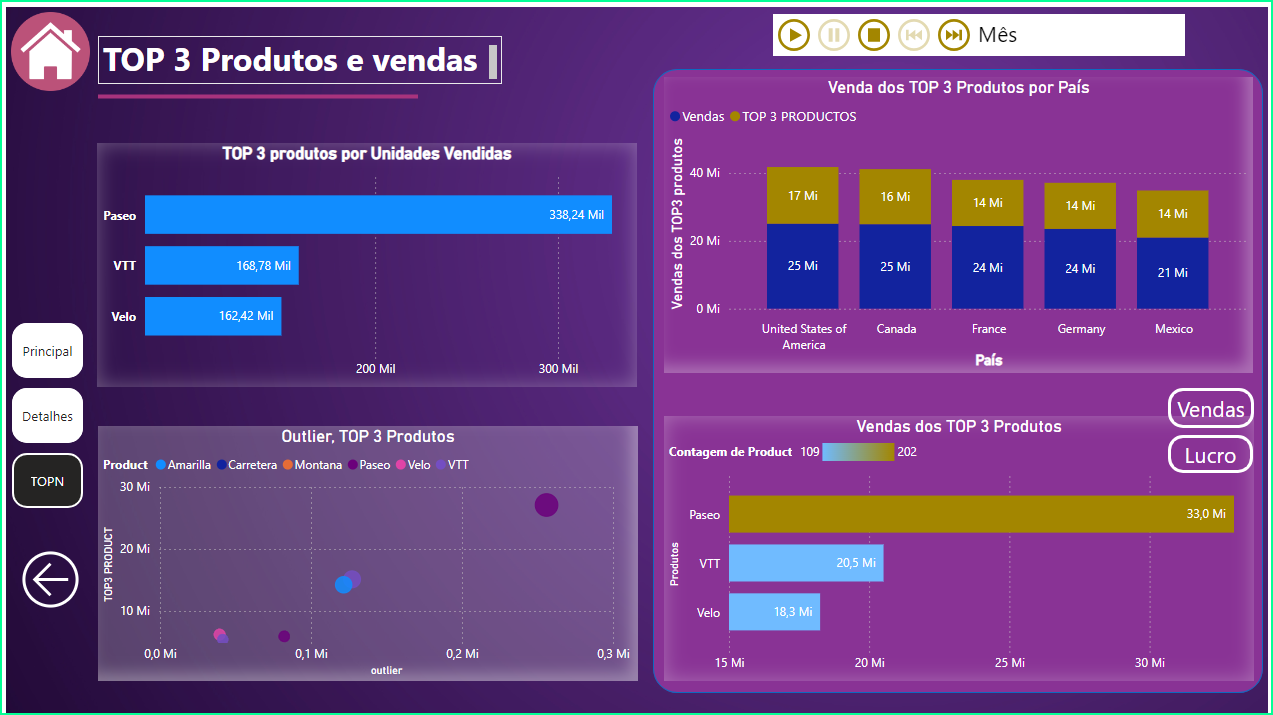 TOP 3 Produtos e vendas
Mês
Principal
Detalhes
TOPN
TOP 3 produtos por Unidades Vendidas
Paseo 338,24 Mil
VTT 168,78 Mil
Velo 162,42 Mil
200 Mil 300 Mil
Outlier, TOP 3 Produtos
Product Amarilla Carretera Montana Paseo Velo VTT
TOP3 PRODUCT
30 Mi
20 Mi
10 Mi
0,0 Mi 0,1 Mi 0,2 Mi 0,3 Mi
outlier
Venda dos TOP 3 Produtos por País
Vendas TOP 3 PRODUCTOS
Vendas dos TOP3 produtos
40 Mi
20 Mi
0 Mi
17 Mi 16 Mi 14 Mi 14 Mi 14 Mi
25 Mi 25 Mi 24 Mi 24 Mi 21 Mi
United States of Canada France Germany Mexico
America
País
Vendas
Lucro
Vendas dos TOP 3 Produtos
Contagem de Product 109 202
Produtos
Paseo 33,0 Mi
VTT 20,5 Mi
Velo 18,3 Mi
15 Mi 20 Mi 25 Mi 30 Mi